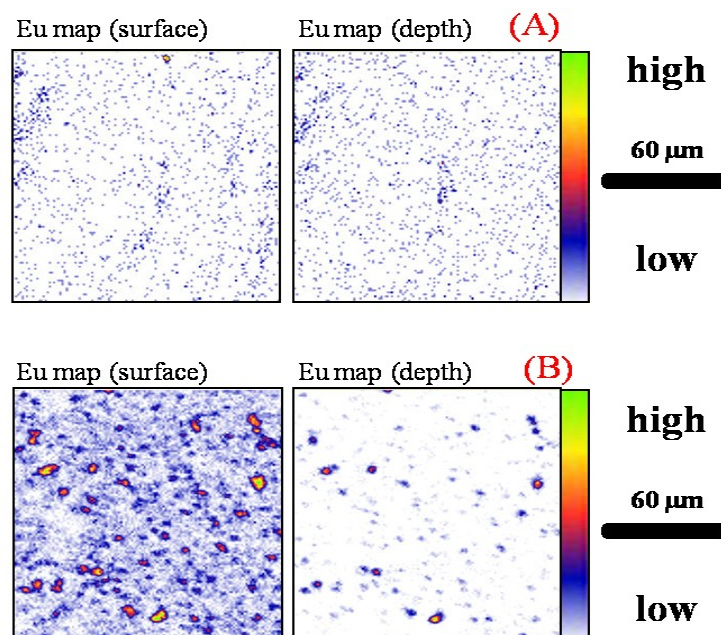 Eu map (surface)
Eu map (depth)
(A)
high
60 µm
low
Eu map (surface)
Eu map (depth)
(B)
high
60 µm
low